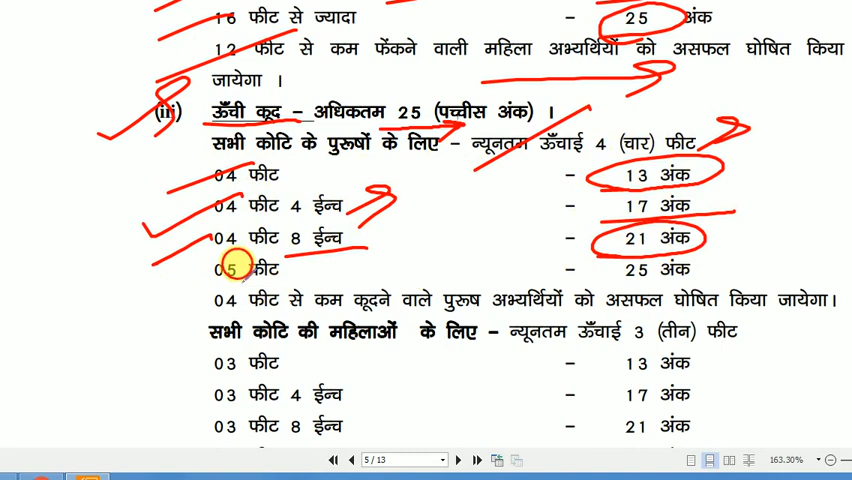 16 फीट से ज्यादा – 25 अंक
12 फीट से कम फेंकने वाली महिला अभ्यर्थियों को असफल घोषित किया
जायेगा ।
(iii) ऊँची कूद – अधिकतम 25 (पच्चीस अंक) ।
सभी कोटि के पुरूषों के लिए – न्यूनतम ऊँचाई 4 (चार) फीट
04 फीट – 13 अंक
04 फीट 4 ईन्च – 17 अंक
04 फीट 8 ईन्च – 21 अंक
05 फीट – 25 अंक
04 फीट से कम कूदने वाले पुरूष अभ्यर्थियों को असफल घोषित किया जायेगा।
सभी कोटि की महिलाओं के लिए – न्यूनतम ऊँचाई 3 (तीन) फीट
03 फीट – 13 अंक
03 फीट 4 ईन्च – 17 अंक
03 फीट 8 ईन्च – 21 अंक
5 / 13
163.30%